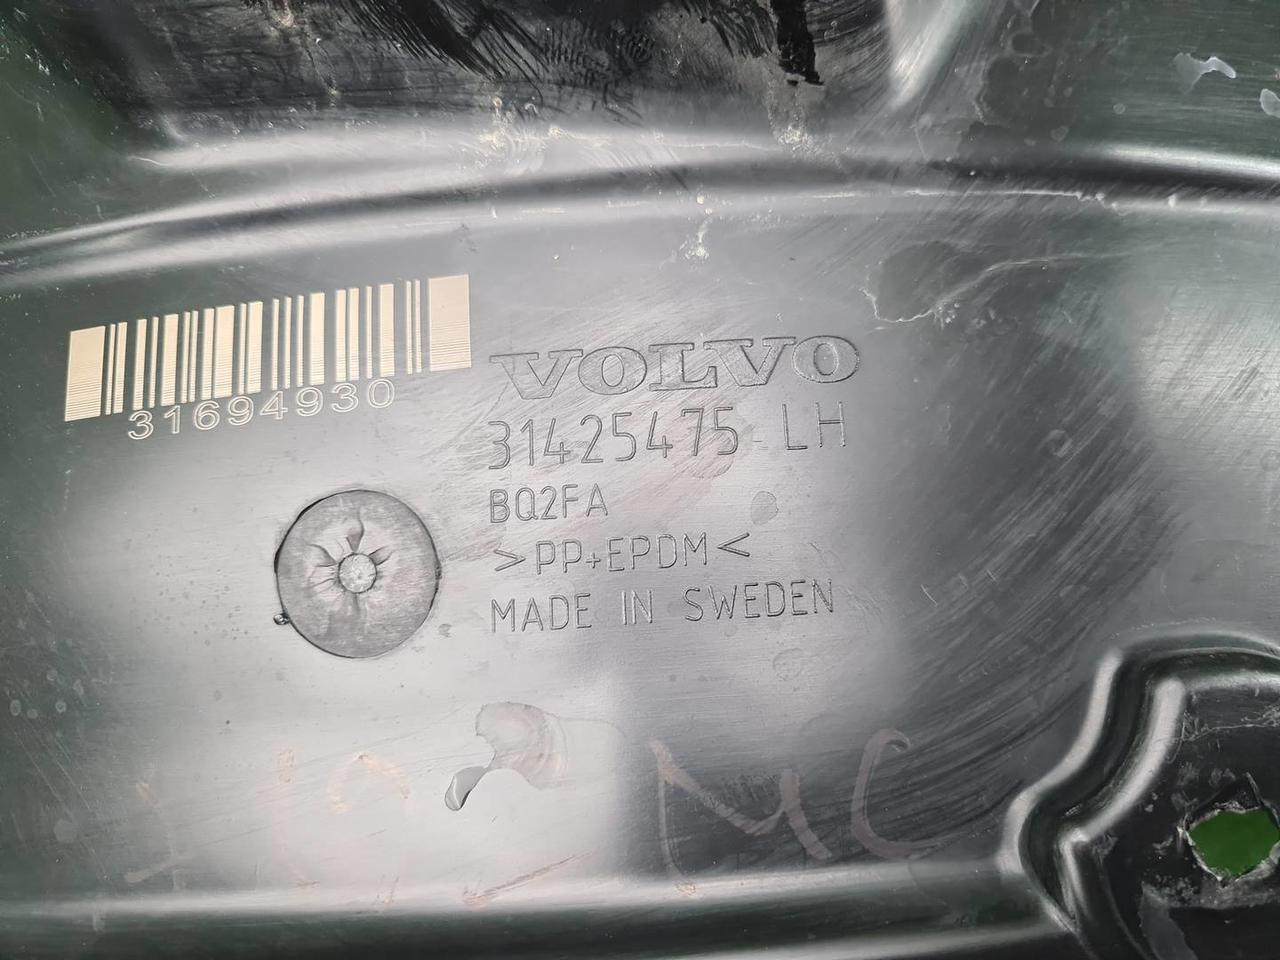 31694930
VOLVO
31425475 LH
BQ2FA
>PP+EPDM<
MADE IN SWEDEN
MC